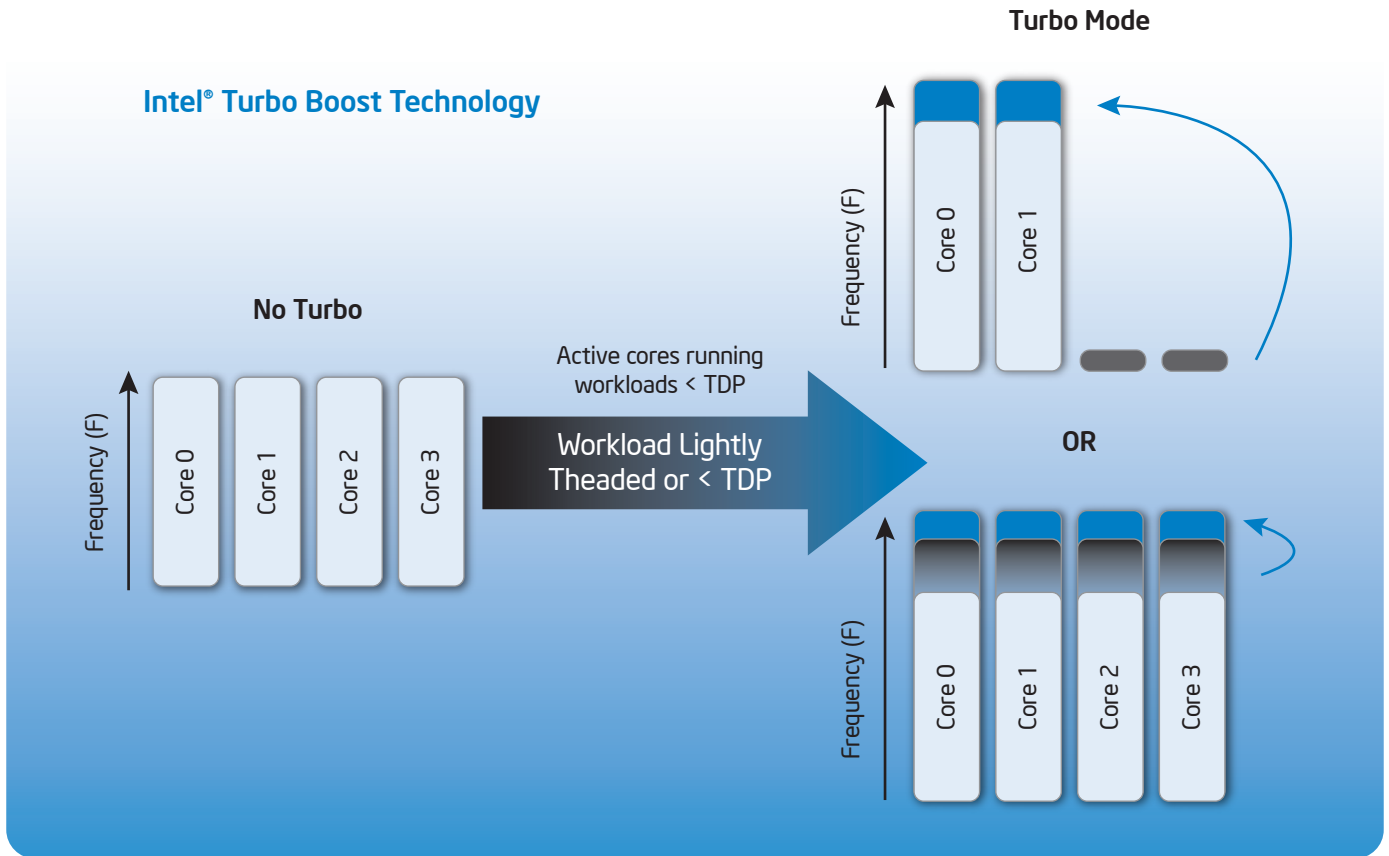 Turbo Mode
Intel® Turbo Boost Technology
Frequency (F)
Core 0
Core 1
No Turbo
Frequency (F)
Core 0
Core 1
Core 2
Core 3
Active cores running
workloads < TDP
Workload Lightly
Theaded or < TDP
OR
Frequency (F)
Core 0
Core 1
Core 2
Core 3